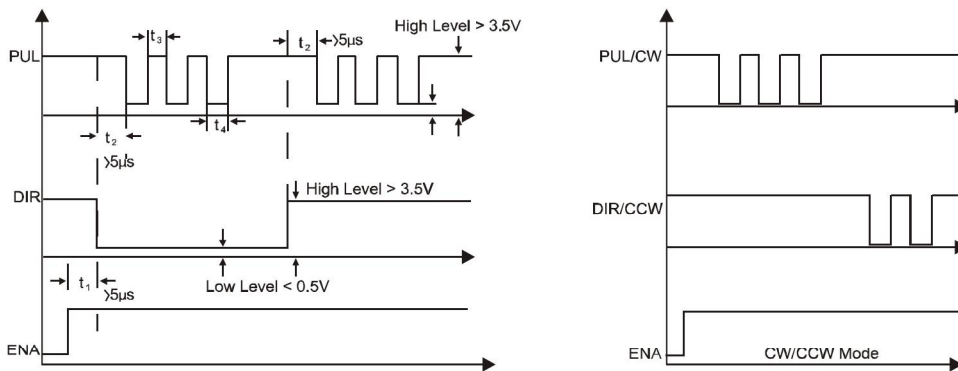 High Level > 3.5V
PUL
t3
t2
>5µs
t2
t4
>5µs
DIR
High Level > 3.5V
t1
>5µs
Low Level < 0.5V
ENA
PUL/CW
DIR/CCW
ENA
CW/CCW Mode